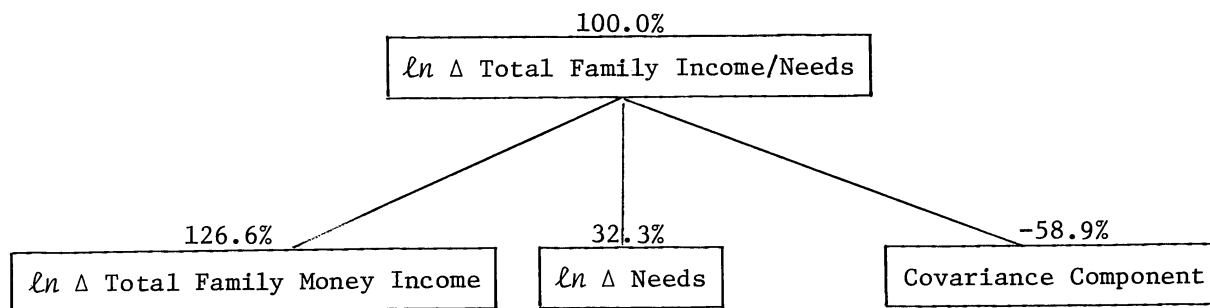 100.0%
ℓn Δ Total Family Income/Needs
126.6%
32.3%
-58.9%
ℓn Δ Total Family Money Income
ℓn Δ Needs
Covariance Component